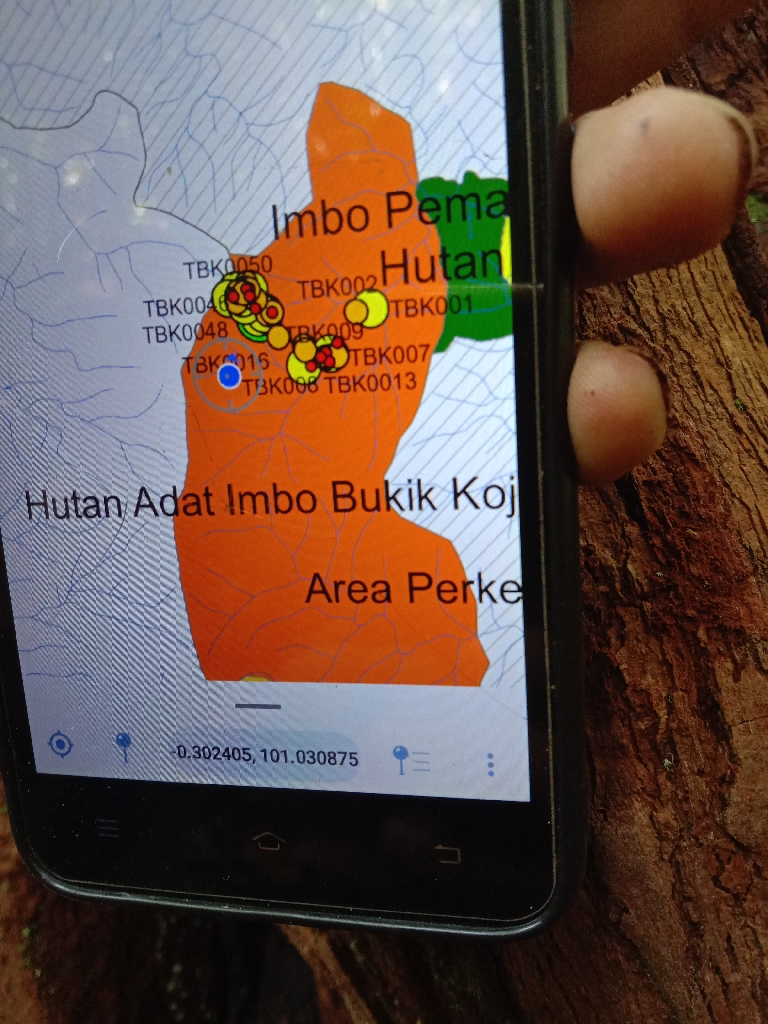 Imbo Pema
Hutan
TBK0050
TBK002
TBK004
TBK001
TBK0048
TBK009
TBK0016
TBK007
TBK008
TBK0013
Hutan Adat Imbo Bukik Koj
Area Perke
-0.302405, 101.030875